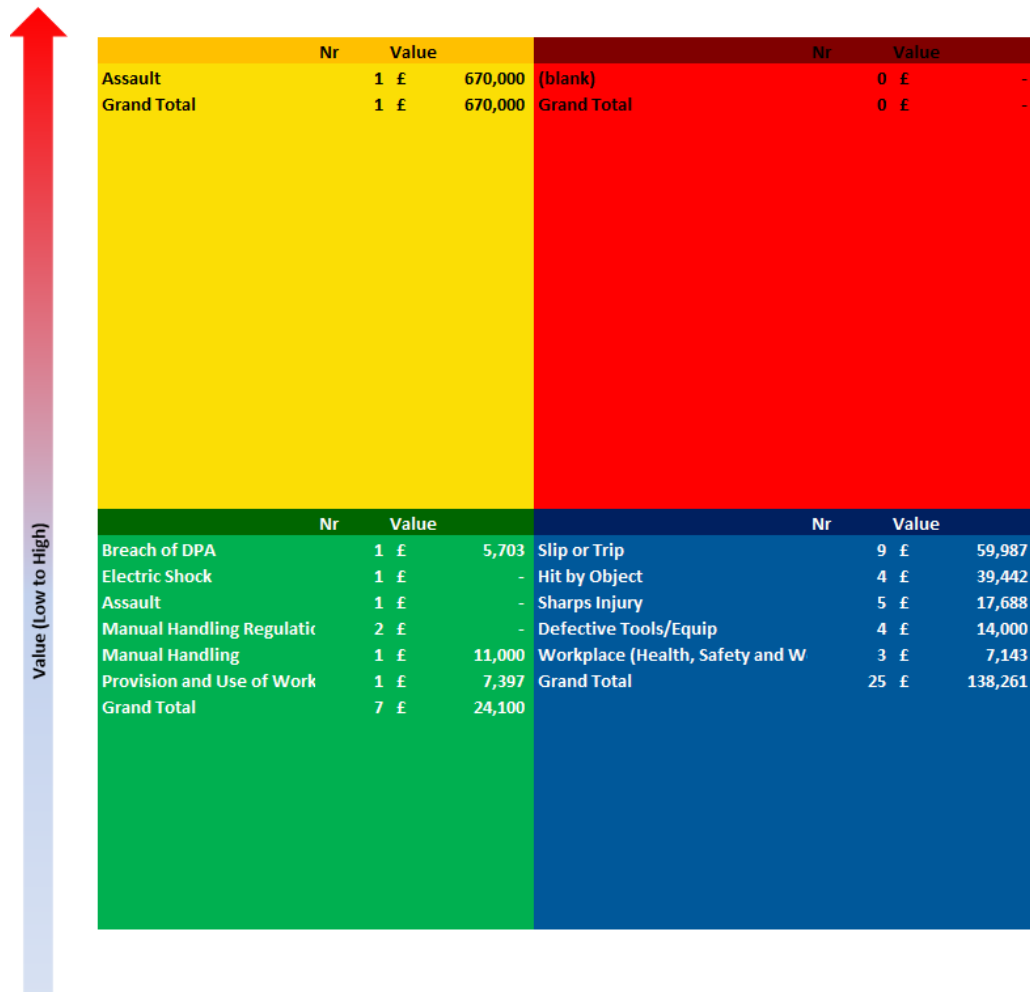 Nr Value
Assault 1 £ 670,000
Grand Total 1 £ 670,000
Nr Value
(blank) 0 £ -
Grand Total 0 £ -
Value (Low to High)
Nr Value
Breach of DPA 1 £ 5,703
Electric Shock 1 £ -
Assault 1 £ -
Manual Handling Regulatic 2 £ -
Manual Handling 1 £ 11,000
Provision and Use of Work 1 £ 7,397
Grand Total 7 £ 24,100
Nr Value
Slip or Trip 9 £ 59,987
Hit by Object 4 £ 39,442
Sharps Injury 5 £ 17,688
Defective Tools/Equip 4 £ 14,000
Workplace (Health, Safety and W 3 £ 7,143
Grand Total 25 £ 138,261